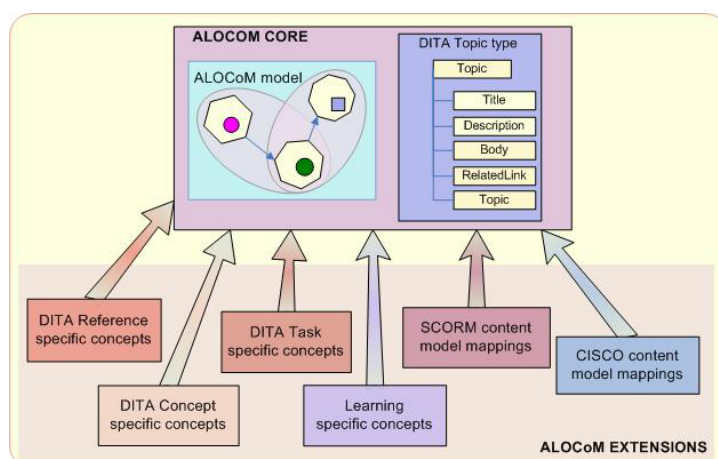 ALOCOM CORE
ALOCoM model
DITA Topic type
Topic
Title
Description
Body
RelatedLink
Topic
DITA Reference
specific concepts
DITA Task
specific concepts
SCORM content
model mappings
CISCO content
model mappings
DITA Concept
specific concepts
Learning
specific concepts
ALOCoM EXTENSIONS